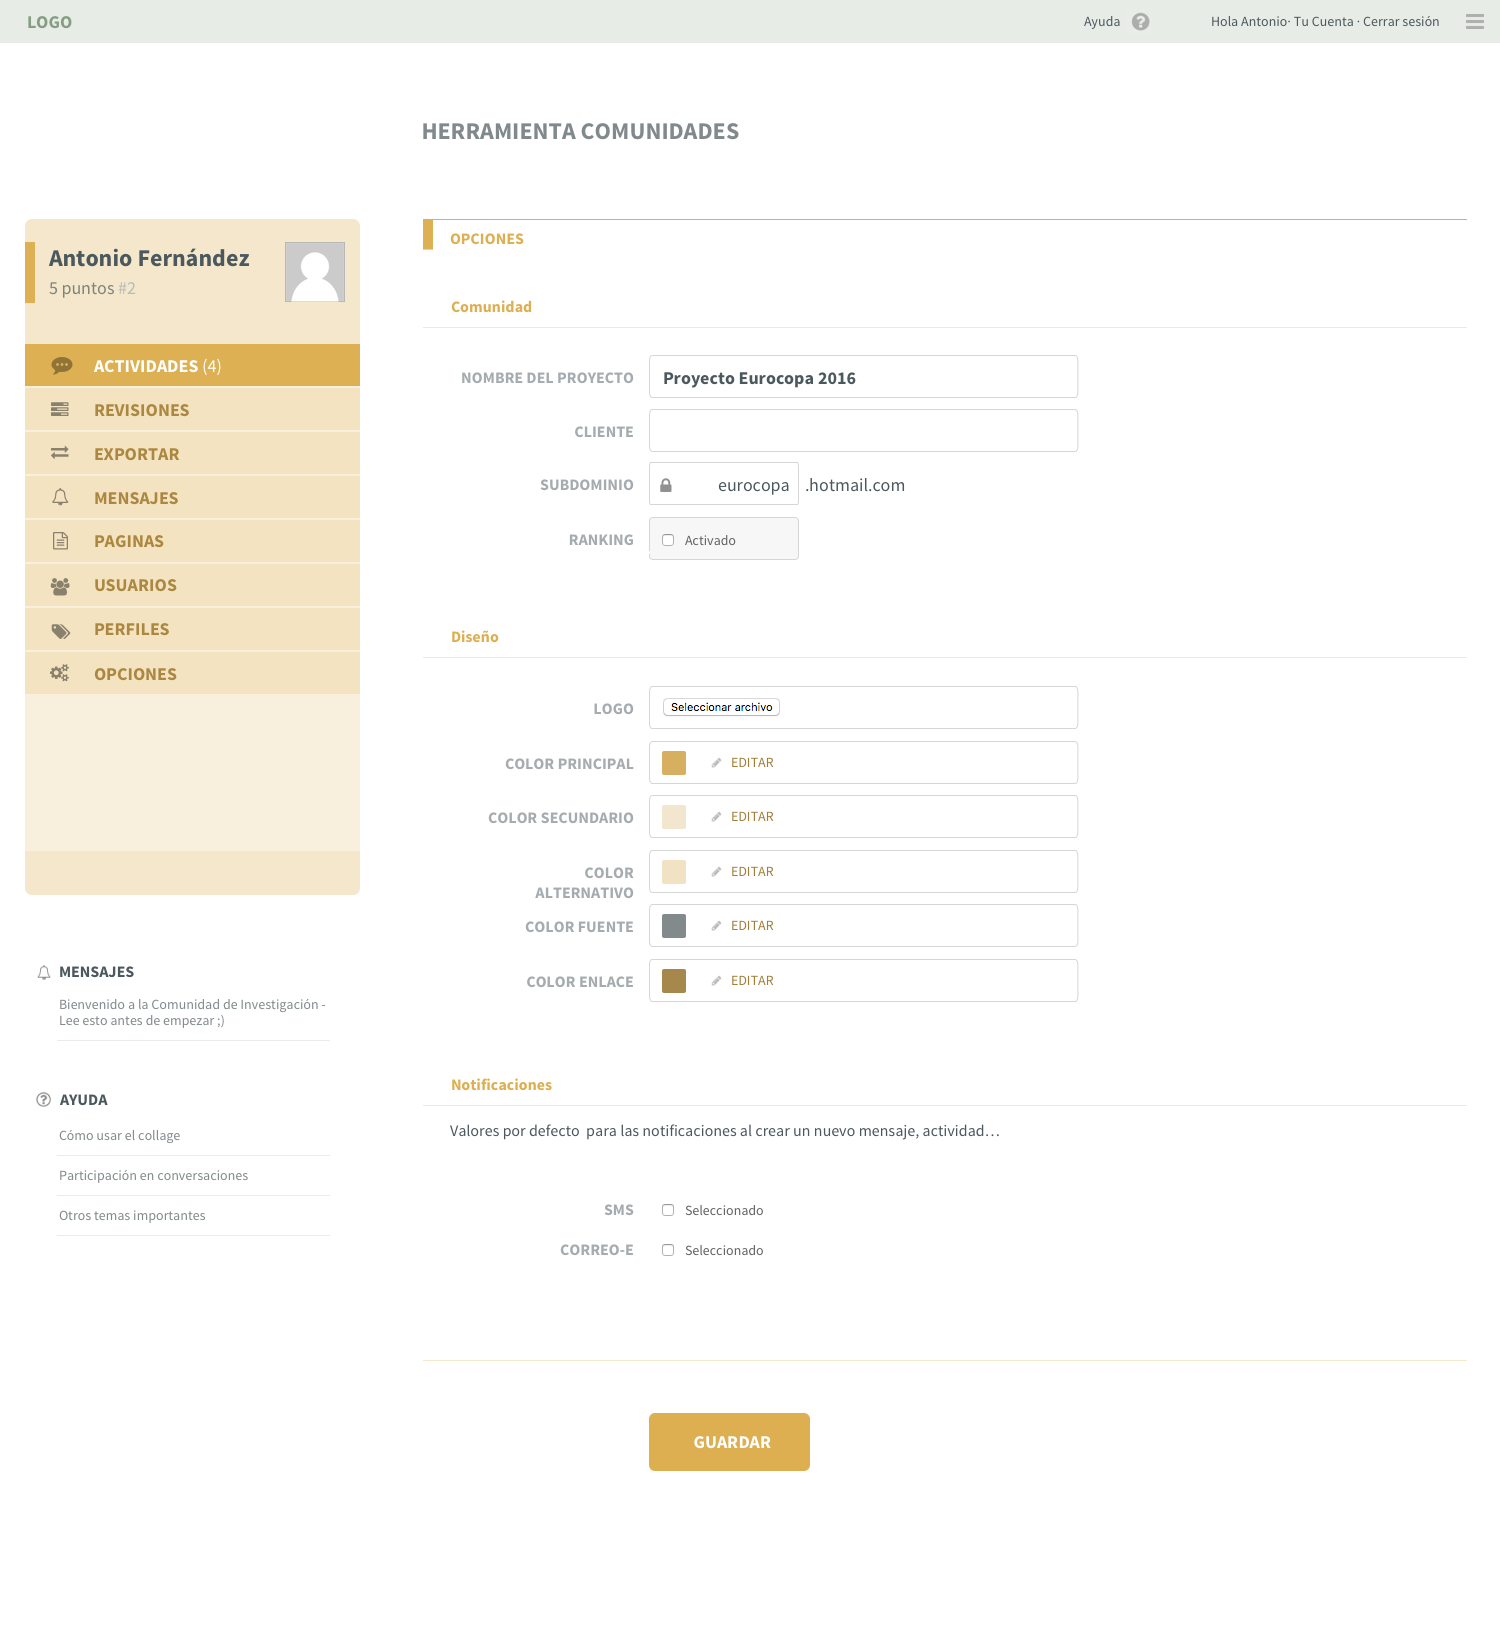 LOGO
Ayuda
Hola Antonio· Tu Cuenta · Cerrar sesión
HERRAMIENTA COMUNIDADES
Antonio Fernández
5 puntos #2
ACTIVIDADES (4)
REVISIONES
EXPORTAR
MENSAJES
PAGINAS
USUARIOS
PERFILES
OPCIONES
MENSAJES
Bienvenido a la Comunidad de Investigación -
Lee esto antes de empezar ;)
AYUDA
Cómo usar el collage
Participación en conversaciones
Otros temas importantes
OPCIONES
Comunidad
NOMBRE DEL PROYECTO Proyecto Eurocopa 2016
CLIENTE
SUBDOMINIO eurocopa .hotmail.com
RANKING Activado
Diseño
LOGO Seleccionar archivo
COLOR PRINCIPAL EDITAR
COLOR SECUNDARIO EDITAR
COLOR EDITAR
ALTERNATIVO
COLOR FUENTE EDITAR
COLOR ENLACE EDITAR
Notificaciones
Valores por defecto para las notificaciones al crear un nuevo mensaje, actividad...
SMS Seleccionado
CORREO-E Seleccionado
GUARDAR